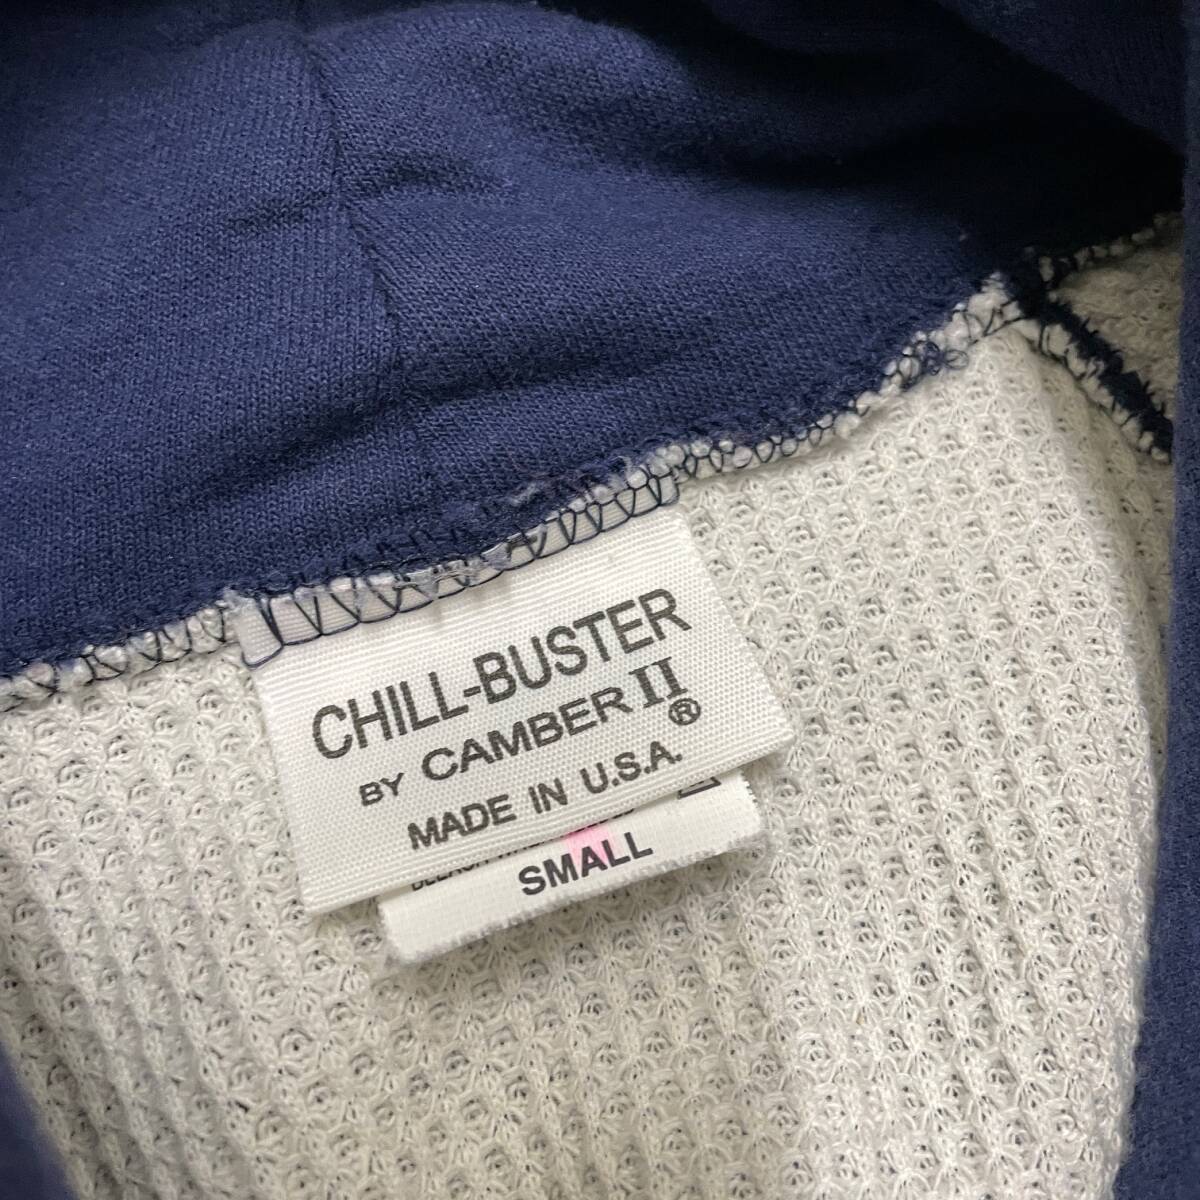 CHILL-BUSTER
BY CAMBER II ®
MADE IN U.S.A.
SMALL